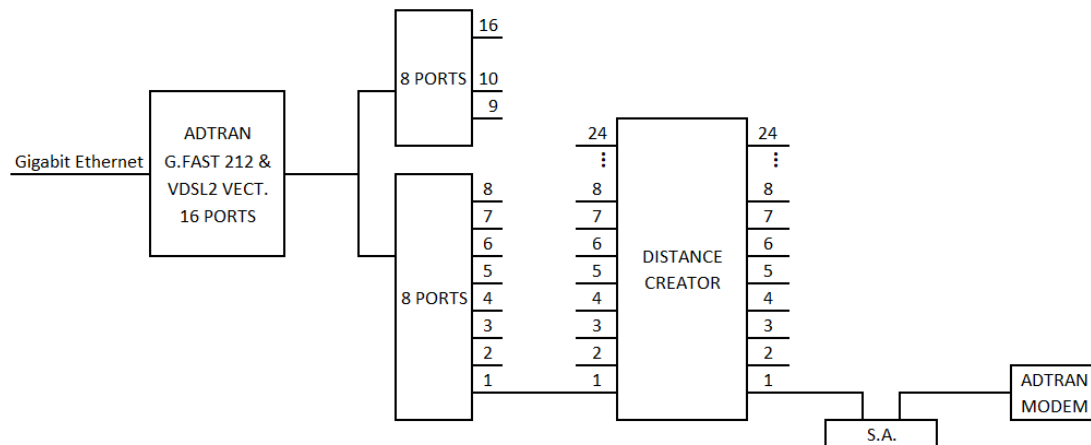 Gigabit Ethernet
ADTRAN
G.FAST 212 &
VDSL2 VECT.
16 PORTS
8 PORTS
16
10
9
8 PORTS
8
7
6
5
4
3
2
1
24
⋮
8
7
6
5
4
3
2
1
DISTANCE
CREATOR
24
⋮
8
7
6
5
4
3
2
1
S.A.
ADTRAN
MODEM